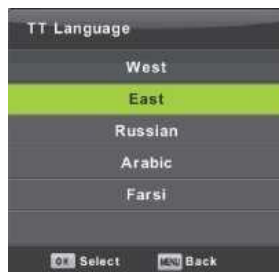 TT Language
West
East
Russian
Arabic
Farsi
OK Select MENU Back